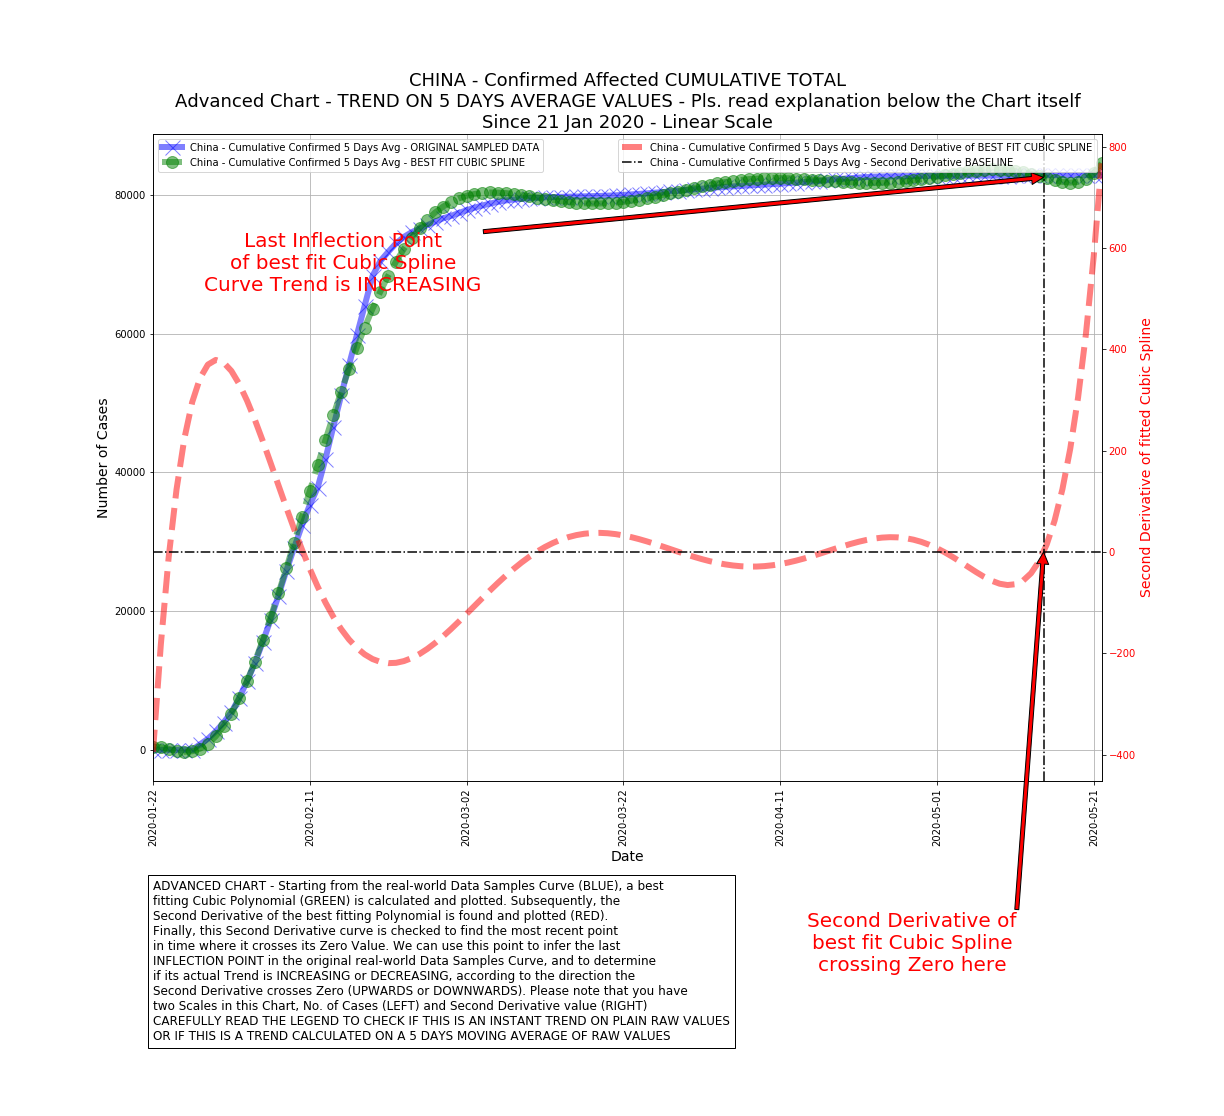 CHINA - Confirmed Affected CUMULATIVE TOTAL
Advanced Chart - TREND ON 5 DAYS AVERAGE VALUES - Pls. read explanation below the Chart itself
Since 21 Jan 2020 - Linear Scale
China - Cumulative Confirmed 5 Days Avg - ORIGINAL SAMPLED DATA
China - Cumulative Confirmed 5 Days Avg - BEST FIT CUBIC SPLINE
China - Cumulative Confirmed 5 Days Avg - Second Derivative of BEST FIT CUBIC SPLINE
China - Cumulative Confirmed 5 Days Avg - Second Derivative BASELINE
Last Inflection Point
of best fit Cubic Spline
Curve Trend is INCREASING
Number of Cases
80000
60000
40000
20000
0
800
600
400
200
0
−200
−400
Second Derivative of fitted Cubic Spline
2020-01-22
2020-02-11
2020-03-02
2020-03-22
2020-04-11
2020-05-01
2020-05-21
Date
ADVANCED CHART - Starting from the real-world Data Samples Curve (BLUE), a best
fitting Cubic Polynomial (GREEN) is calculated and plotted. Subsequently, the
Second Derivative of the best fitting Polynomial is found and plotted (RED).
Finally, this Second Derivative curve is checked to find the most recent point
in time where it crosses its Zero Value. We can use this point to infer the last
INFLECTION POINT in the original real-world Data Samples Curve, and to determine
if its actual Trend is INCREASING or DECREASING, according to the direction the
Second Derivative crosses Zero (UPWARDS or DOWNWARDS). Please note that you have
two Scales in this Chart, No. of Cases (LEFT) and Second Derivative value (RIGHT)
CAREFULLY READ THE LEGEND TO CHECK IF THIS IS AN INSTANT TREND ON PLAIN RAW VALUES
OR IF THIS IS A TREND CALCULATED ON A 5 DAYS MOVING AVERAGE OF RAW VALUES
Second Derivative of
best fit Cubic Spline
crossing Zero here